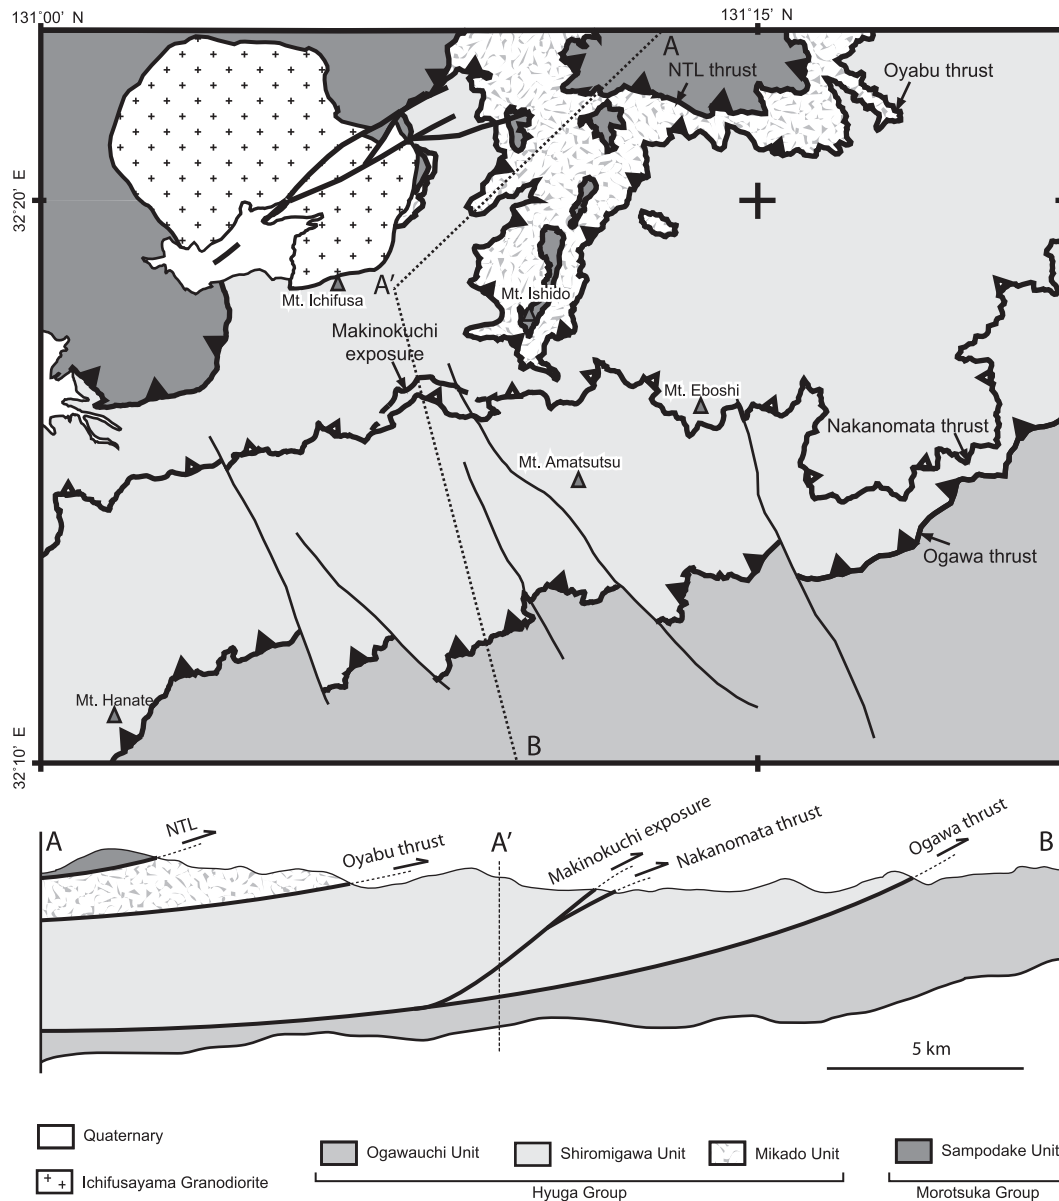 131°00' N
131°15' N
A
NTL thrust
Oyabu thrust
32°20' E
A'
Mt. Ichifusa
Mt. Ishido
Makinokuchi
exposure
Mt. Eboshi
Nakanomata thrust
Mt. Amatsutsu
Ogawa thrust
Mt. Hanate
B
32°10' E
A
NTL
Oyabu thrust
A'
Makinokuchi exposure
Nakanomata thrust
Ogawa thrust
B
5 km
Quaternary
Ichifusayama Granodiorite
Ogawauchi Unit
Shiromigawa Unit
Mikado Unit
Sampodake Unit
Hyuga Group
Morotsuka Group